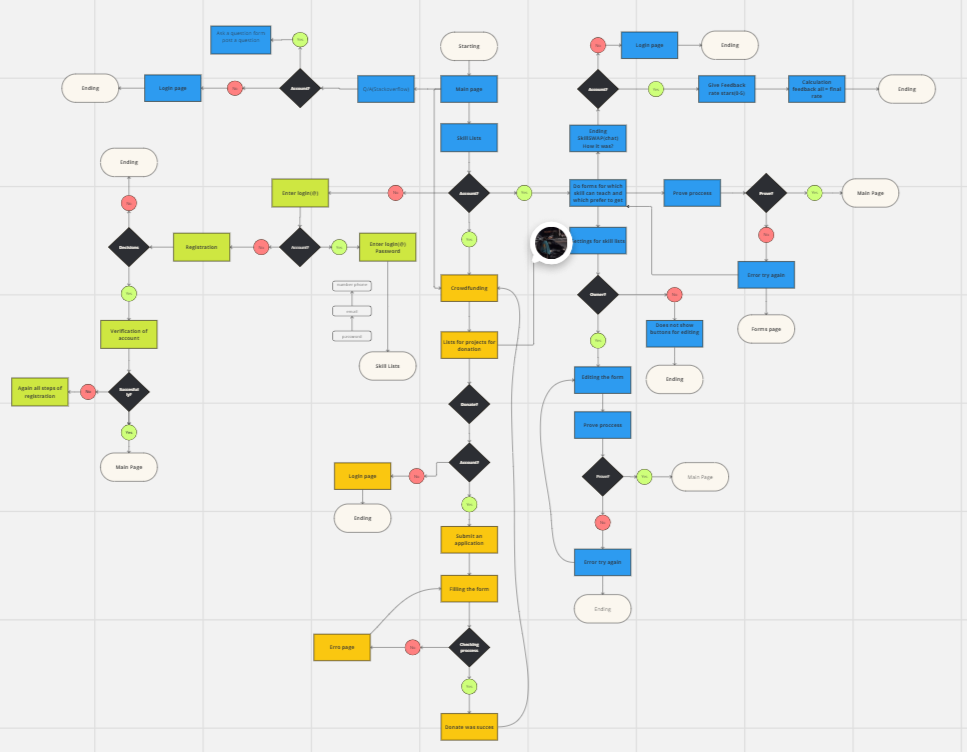 Ask a question form
post a question
Yes
Starting
No
Login page
Ending
Ending
Login page
No
Account?
Main page
Account?
Yes
Give Feedback
rate stars(0-5)
Calculation
feedback all = final
rate
Ending
Skill Lists
Ending
Skill(Skill*(chat)
How it was?
Ending
Enter login(@)
No
Account?
Yes
Do forms for which
skill can teach and
which prefer to get
Prove proccess
Prove?
Yes
Main Page
No
Decisions
Registration
No
Account?
Yes
Enter login(@)
Password
Yes
ettings for skill lists
No
Error try again
Yes
number phone
email
password
Crowdfunding
Owner?
No
Verification of
account
Lists for projects for
donation
Yes
Does not show
buttons for editing
Forms page
Skill Lists
Editing the form
Ending
Again all steps of
registration
No
Succesful
ly?
Donate?
Yes
Prove proccess
Main Page
Account?
Login page
No
Prove?
Yes
Main Page
Yes
Ending
No
Submit an
application
Error try again
Filling the form
Ending
Erro page
No
Checking
process
Yes
Donate was succes